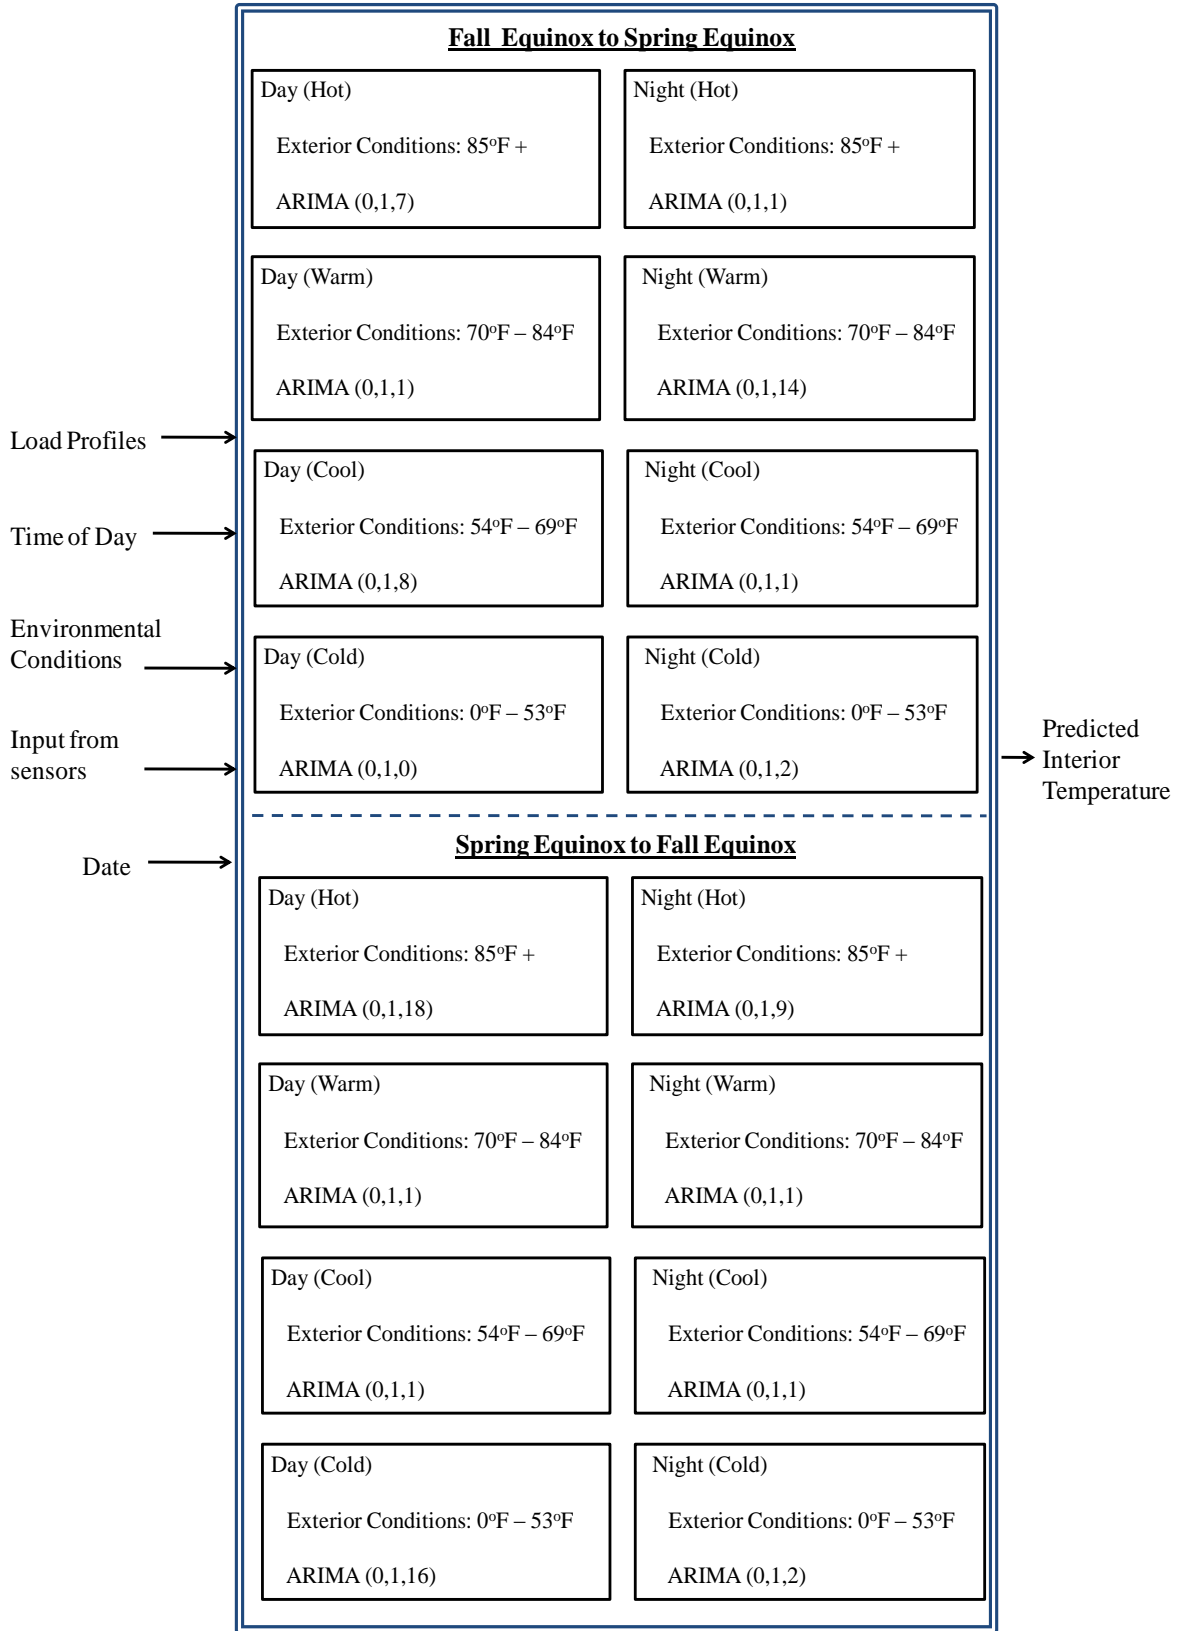 Fall Equinox to Spring Equinox
Day (Hot)
Exterior Conditions: 85°F +
ARIMA (0,1,7)
Night (Hot)
Exterior Conditions: 85°F +
ARIMA (0,1,1)
Day (Warm)
Exterior Conditions: 70°F – 84°F
ARIMA (0,1,1)
Night (Warm)
Exterior Conditions: 70°F – 84°F
ARIMA (0,1,14)
Day (Cool)
Exterior Conditions: 54°F – 69°F
ARIMA (0,1,8)
Night (Cool)
Exterior Conditions: 54°F – 69°F
ARIMA (0,1,1)
Day (Cold)
Exterior Conditions: 0°F – 53°F
ARIMA (0,1,0)
Night (Cold)
Exterior Conditions: 0°F – 53°F
ARIMA (0,1,2)
Load Profiles
Time of Day
Environmental
Conditions
Input from
sensors
Date
Predicted
Interior
Temperature
Spring Equinox to Fall Equinox
Day (Hot)
Exterior Conditions: 85°F +
ARIMA (0,1,18)
Night (Hot)
Exterior Conditions: 85°F +
ARIMA (0,1,9)
Day (Warm)
Exterior Conditions: 70°F – 84°F
ARIMA (0,1,1)
Night (Warm)
Exterior Conditions: 70°F – 84°F
ARIMA (0,1,1)
Day (Cool)
Exterior Conditions: 54°F – 69°F
ARIMA (0,1,1)
Night (Cool)
Exterior Conditions: 54°F – 69°F
ARIMA (0,1,1)
Day (Cold)
Exterior Conditions: 0°F – 53°F
ARIMA (0,1,16)
Night (Cold)
Exterior Conditions: 0°F – 53°F
ARIMA (0,1,2)